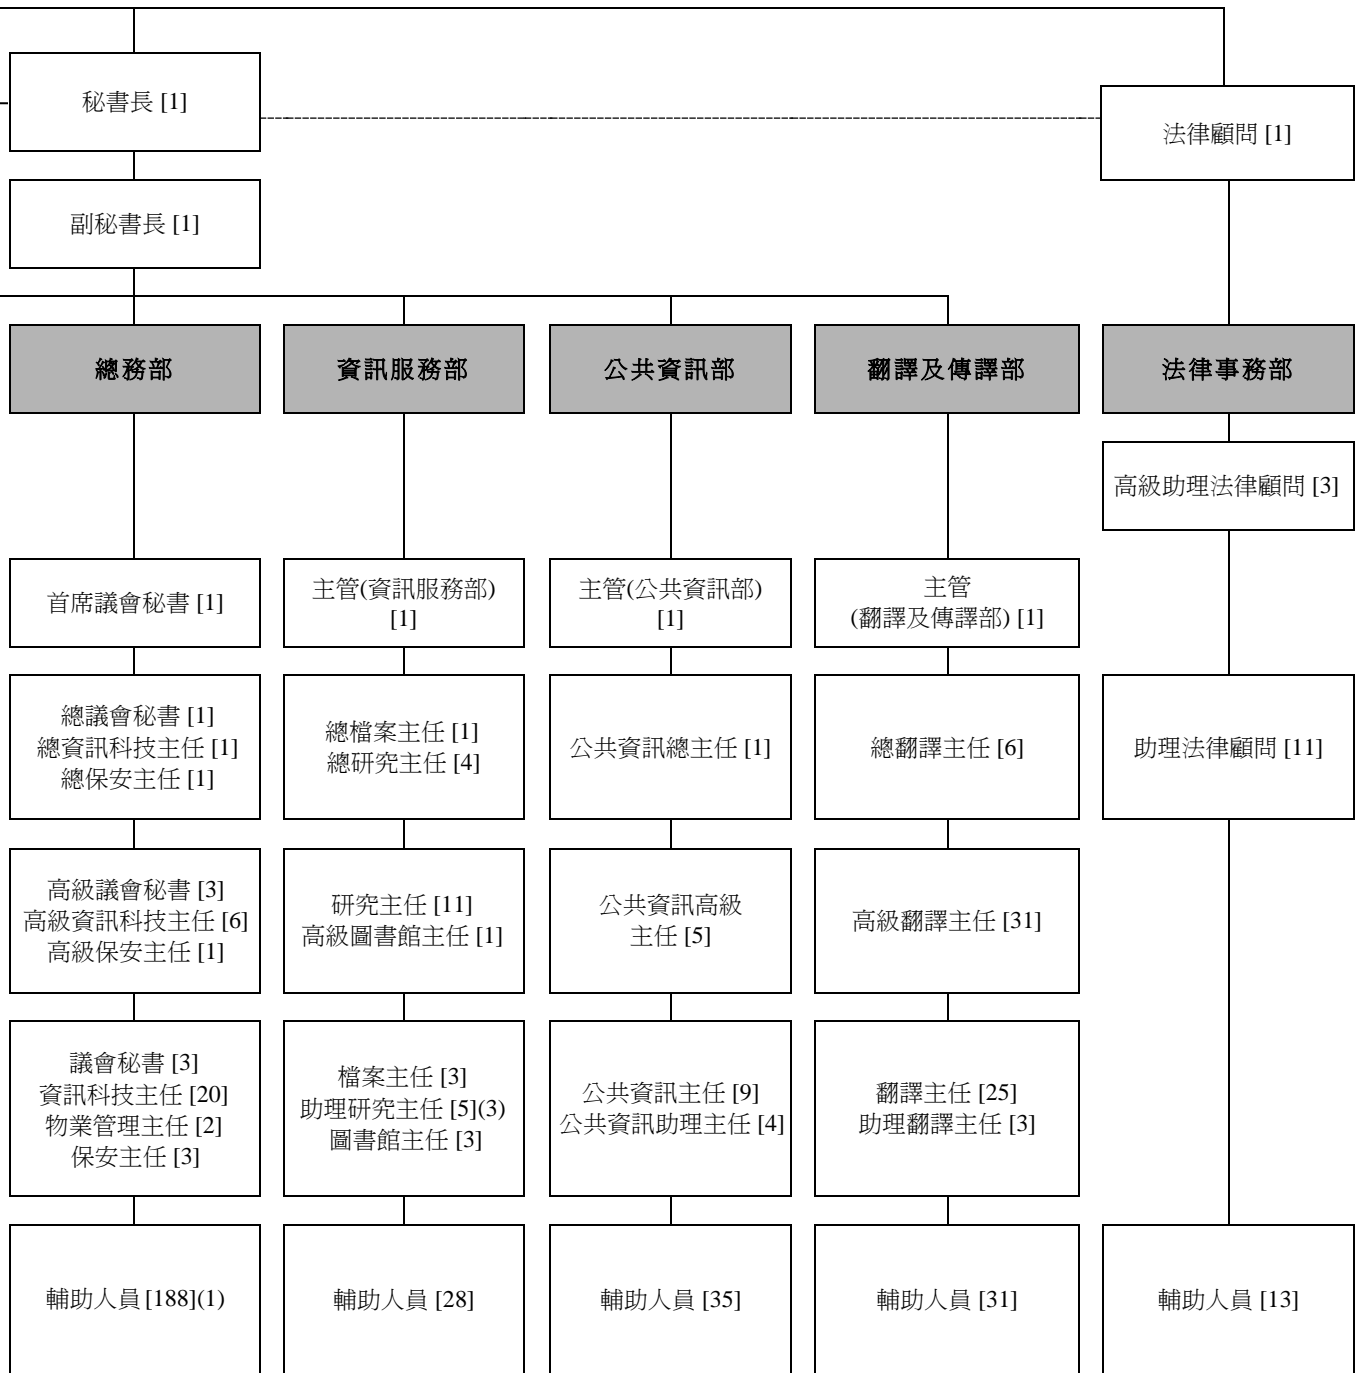 秘書長 [1]
法律顧問 [1]
副秘書長 [1]
總務部
資訊服務部
公共資訊部
翻譯及傳譯部
法律事務部
高級助理法律顧問 [3]
首席議會秘書 [1]
主管(資訊服務部)
[1]
主管(公共資訊部)
[1]
主管
(翻譯及傳譯部) [1]
總議會秘書 [1]
總資訊科技主任 [1]
總保安主任 [1]
總檔案主任 [1]
總研究主任 [4]
公共資訊總主任 [1]
總翻譯主任 [6]
助理法律顧問 [11]
高級議會秘書 [3]
高級資訊科技主任 [6]
高級保安主任 [1]
研究主任 [11]
高級圖書館主任 [1]
公共資訊高級
主任 [5]
高級翻譯主任 [31]
議會秘書 [3]
資訊科技主任 [20]
物業管理主任 [2]
保安主任 [3]
檔案主任 [3]
助理研究主任 [5](3)
圖書館主任 [3]
公共資訊主任 [9]
公共資訊助理主任 [4]
翻譯主任 [25]
助理翻譯主任 [3]
輔助人員 [188](1)
輔助人員 [28]
輔助人員 [35]
輔助人員 [31]
輔助人員 [13]